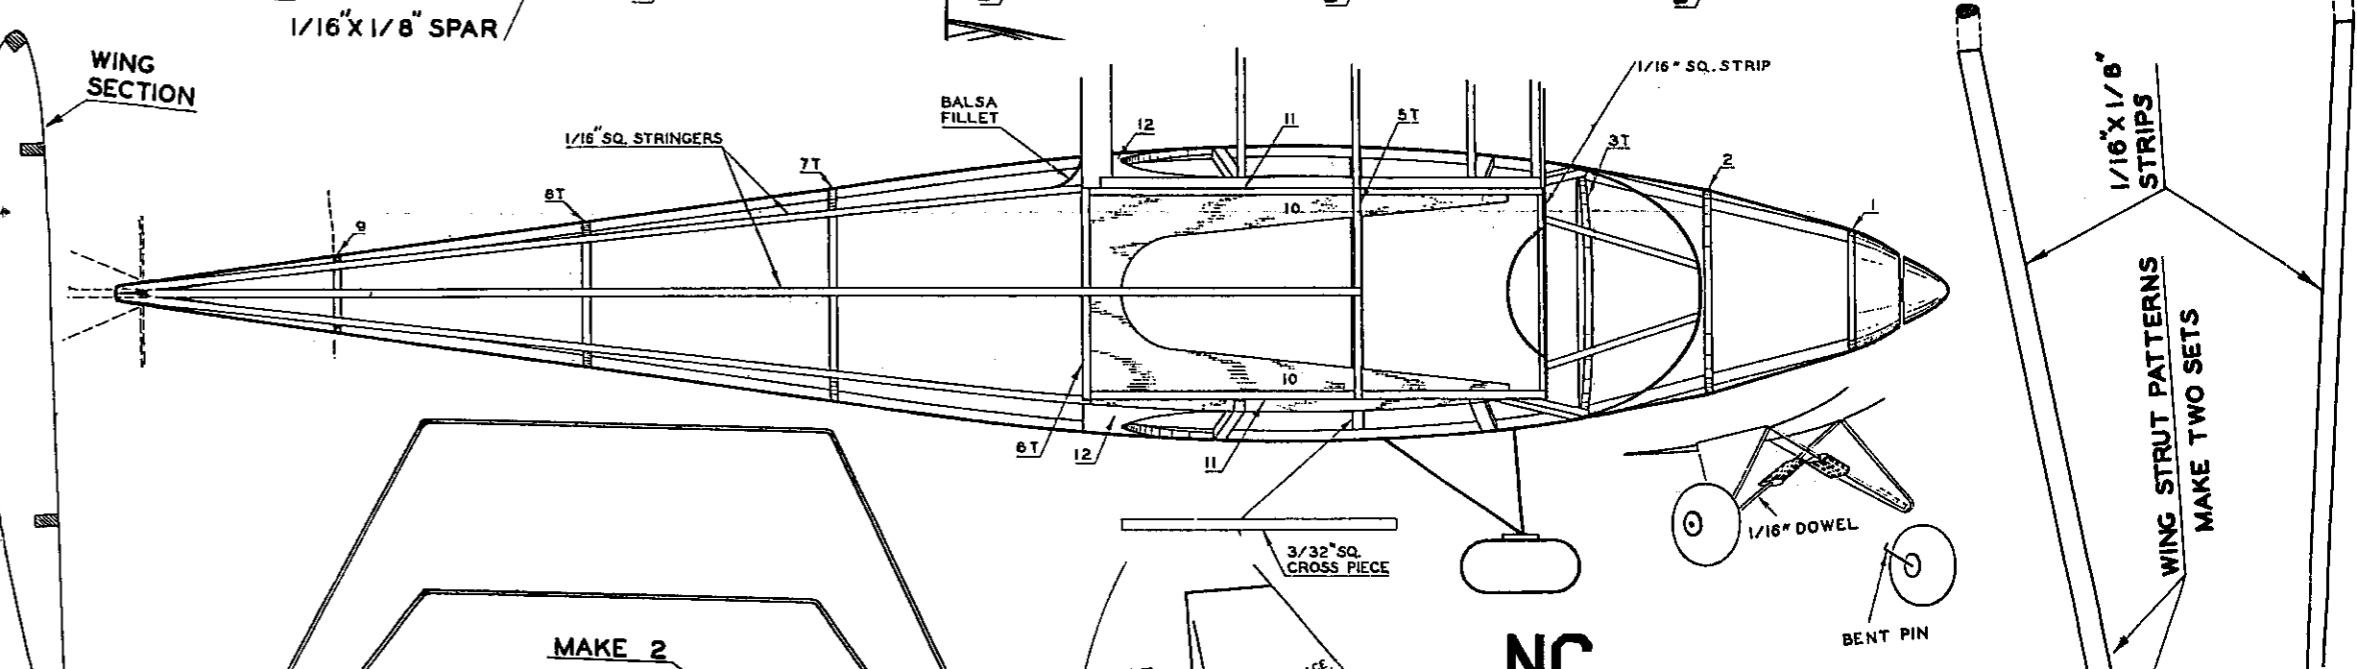 1/16"X 1/8" SPAR
WING
SECTION
1/16" SQ. STRINGERS
BALSA
FILLET
12
11
5T
1/16" SQ. STRIP
3T
2
1
7T
8T
9
10
10
6T
12
11
3/32" SQ.
CROSS PIECE
1/16" DOWEL
BENT PIN
1/16"X 1/8"
STRIPS
WING STRUT PATTERNS
MAKE TWO SETS
MAKE 2
NC